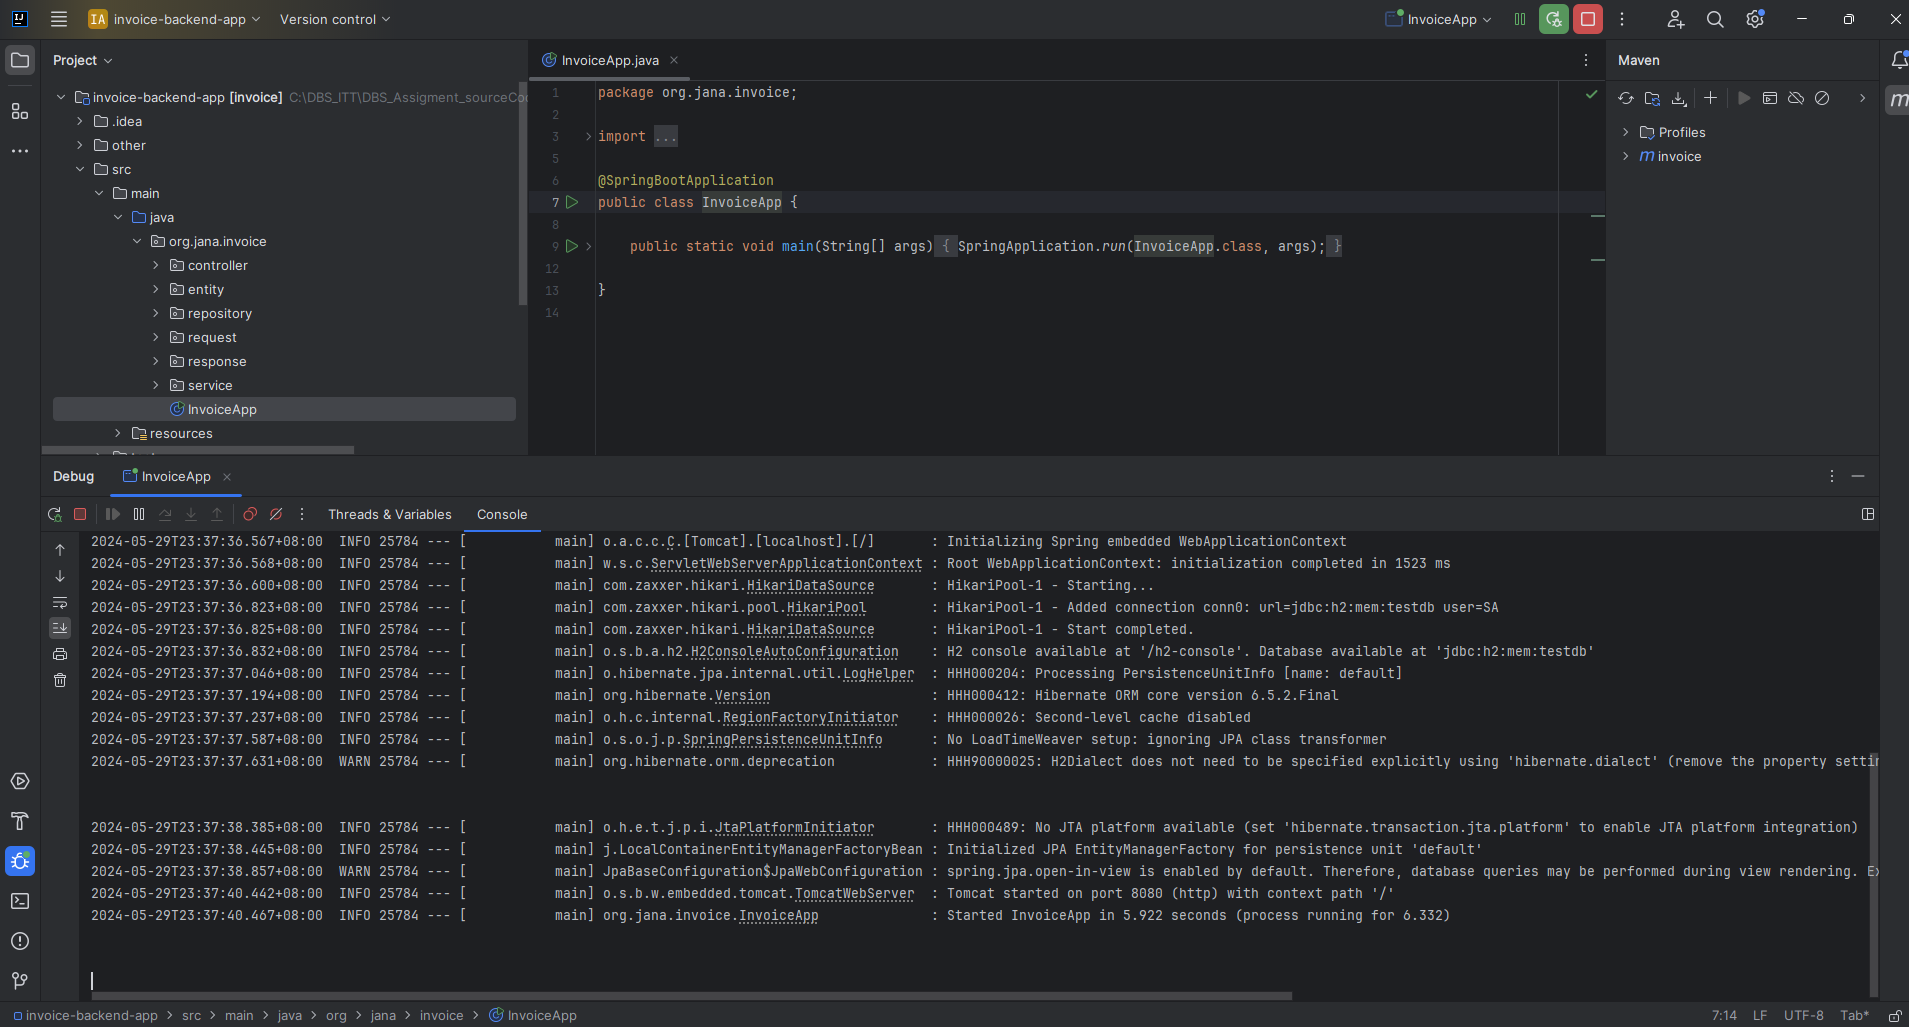 IA invoice-backend-app Version control InvoiceApp
Project
invoice-backend-app [invoice] C:\DBS_ITT\DBS_Assigment_sourceCo
.idea
other
src
main
java
org.jana.invoice
controller
entity
repository
request
response
service
InvoiceApp
resources
InvoiceApp.java
1 package org.jana.invoice;
2
3 import ...
5
6 @SpringBootApplication
7 public class InvoiceApp {
8
9 public static void main(String[] args) { SpringApplication.run(InvoiceApp.class, args); }
12
13 }
14
Maven
Profiles
m invoice
m
Debug InvoiceApp
Threads & Variables Console
2024-05-29T23:37:36.567+08:00 INFO 25784 --- [ main] o.a.c.c.C.[Tomcat].[localhost].[/] : Initializing Spring embedded WebApplicationContext
2024-05-29T23:37:36.568+08:00 INFO 25784 --- [ main] w.s.c.ServletWebServerApplicationContext : Root WebApplicationContext: initialization completed in 1523 ms
2024-05-29T23:37:36.600+08:00 INFO 25784 --- [ main] com.zaxxer.hikari.HikariDataSource : HikariPool-1 - Starting...
2024-05-29T23:37:36.823+08:00 INFO 25784 --- [ main] com.zaxxer.hikari.pool.HikariPool : HikariPool-1 - Added connection conn0: url=jdbc:h2:mem:testdb user=SA
2024-05-29T23:37:36.825+08:00 INFO 25784 --- [ main] com.zaxxer.hikari.HikariDataSource : HikariPool-1 - Start completed.
2024-05-29T23:37:36.832+08:00 INFO 25784 --- [ main] o.s.b.a.h2.H2ConsoleAutoConfiguration : H2 console available at '/h2-console'. Database available at 'jdbc:h2:mem:testdb'
2024-05-29T23:37:37.046+08:00 INFO 25784 --- [ main] o.hibernate.jpa.internal.util.LogHelper : HHH000204: Processing PersistenceUnitInfo [name: default]
2024-05-29T23:37:37.194+08:00 INFO 25784 --- [ main] org.hibernate.Version : HHH000412: Hibernate ORM core version 6.5.2.Final
2024-05-29T23:37:37.237+08:00 INFO 25784 --- [ main] o.h.c.internal.RegionFactoryInitiator : HHH000026: Second-level cache disabled
2024-05-29T23:37:37.587+08:00 INFO 25784 --- [ main] o.s.o.j.p.SpringPersistenceUnitInfo : No LoadTimeWeaver setup: ignoring JPA class transformer
2024-05-29T23:37:37.631+08:00 WARN 25784 --- [ main] org.hibernate.orm.deprecation : HHH90000025: H2Dialect does not need to be specified explicitly using 'hibernate.dialect' (remove the property settin
2024-05-29T23:37:38.385+08:00 INFO 25784 --- [ main] o.h.e.t.j.p.i.JtaPlatformInitiator : HHH000489: No JTA platform available (set 'hibernate.transaction.jta.platform' to enable JTA platform integration)
2024-05-29T23:37:38.445+08:00 INFO 25784 --- [ main] j.LocalContainerEntityManagerFactoryBean : Initialized JPA EntityManagerFactory for persistence unit 'default'
2024-05-29T23:37:38.857+08:00 WARN 25784 --- [ main] JpaBaseConfiguration$JpaWebConfiguration : spring.jpa.open-in-view is enabled by default. Therefore, database queries may be performed during view rendering. Ex
2024-05-29T23:37:40.442+08:00 INFO 25784 --- [ main] o.s.b.w.embedded.tomcat.TomcatWebServer : Tomcat started on port 8080 (http) with context path '/'
2024-05-29T23:37:40.467+08:00 INFO 25784 --- [ main] org.jana.invoice.InvoiceApp : Started InvoiceApp in 5.922 seconds (process running for 6.332)
invoice-backend-app > src > main > java > org > jana > invoice > InvoiceApp 7:14 LF UTF-8 Tab*